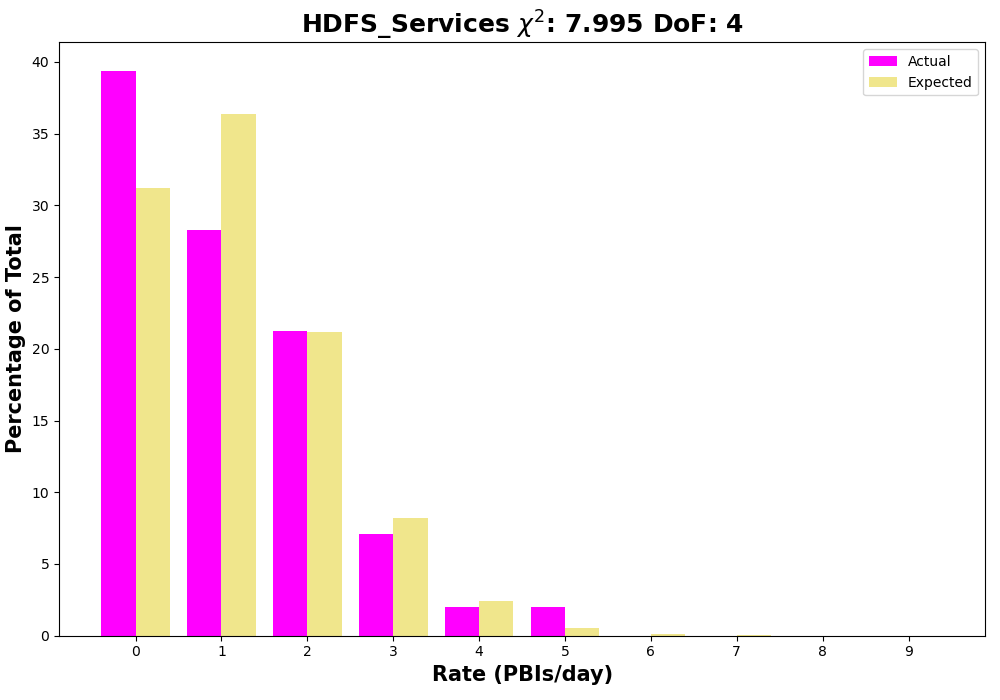 HDFS_Services χ²: 7.995 DoF: 4
Actual
Expected
Percentage of Total
40
35
30
25
20
15
10
5
0
0 1 2 3 4 5 6 7 8 9
Rate (PBIs/day)